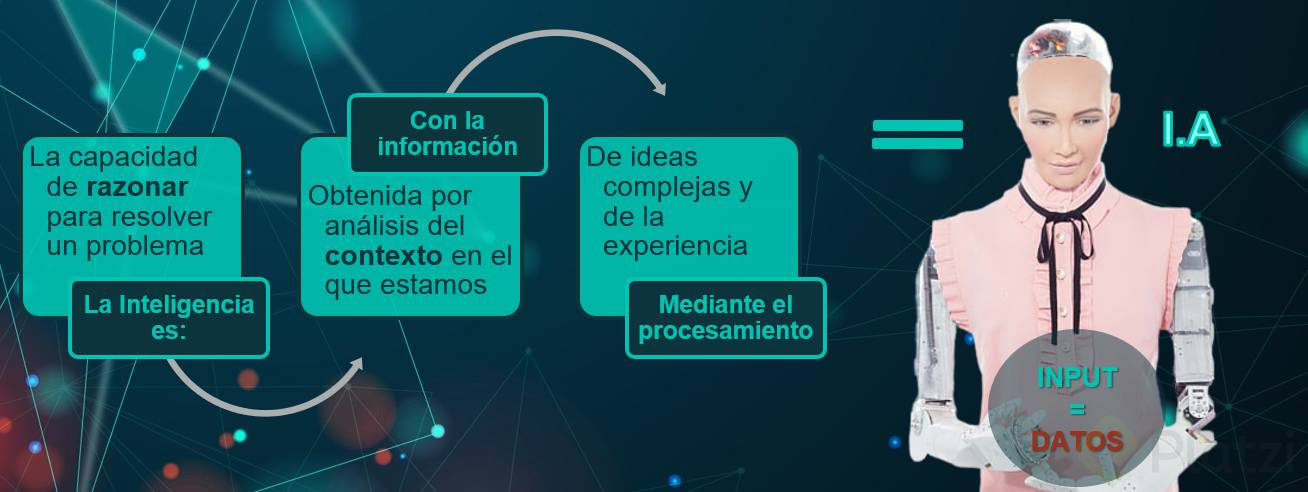 La Inteligencia
es:
La capacidad
de razonar
para resolver
un problema
Con la
información
Obtenida por
análisis del
contexto en el
que estamos
Mediante el
procesamiento
De ideas
complejas y
de la
experiencia
=
I.A
INPUT
=
DATOS
Platzi